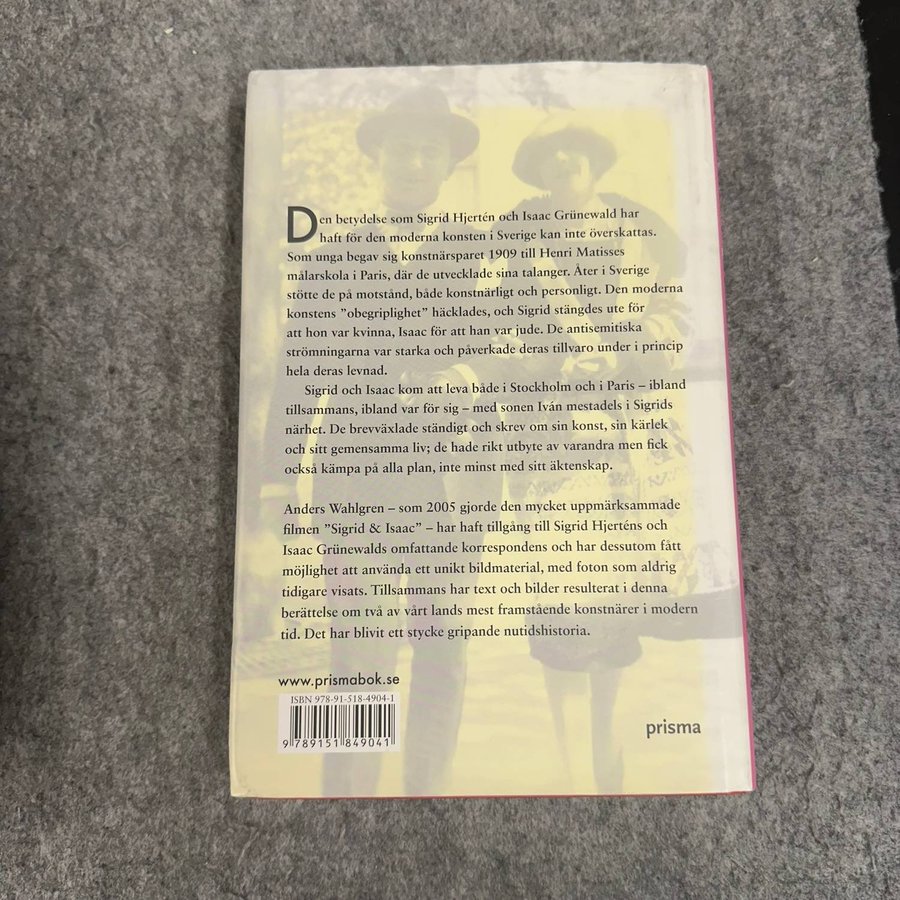 Den betydelse som Sigrid Hjertén och Isaac Grünewald har
haft för den moderna konsten i Sverige kan inte överskattas.
Som unga begav sig konstnärsparet 1909 till Henri Matisses
målarskola i Paris, där de utvecklade sina talanger. Åter i Sverige
stötte de på motstånd, både konstnärligt och personligt. Den moderna
konstens ”obegriplighet” häcklades, och Sigrid stängdes ute för
att hon var kvinna, Isaac för att han var jude. De antisemitiska
strömningarna var starka och påverkade deras tillvaro under i princip
hela deras levnad.
Sigrid och Isaac kom att leva både i Stockholm och i Paris – ibland
tillsammans, ibland var för sig – med sonen Iván mestadels i Sigrids
närhet. De brevväxlade ständigt och skrev om sin konst, sin kärlek
och sitt gemensamma liv; de hade rikt utbyte av varandra men fick
också kämpa på alla plan, inte minst med sitt äktenskap.
Anders Wahlgren – som 2005 gjorde den mycket uppmärksammade
filmen ”Sigrid & Isaac” – har haft tillgång till Sigrid Hjerténs och
Isaac Grünewalds omfattande korrespondens och har dessutom fått
möjlighet att använda ett unikt bildmaterial, med foton som aldrig
tidigare visats. Tillsammans har text och bilder resulterat i denna
berättelse om två av vårt lands mest framstående konstnärer i modern
tid. Det har blivit ett stycke gripande nutidshistoria.
www.prismabok.se
ISBN 978-91-518-4904-1
9 789151 849041
prisma